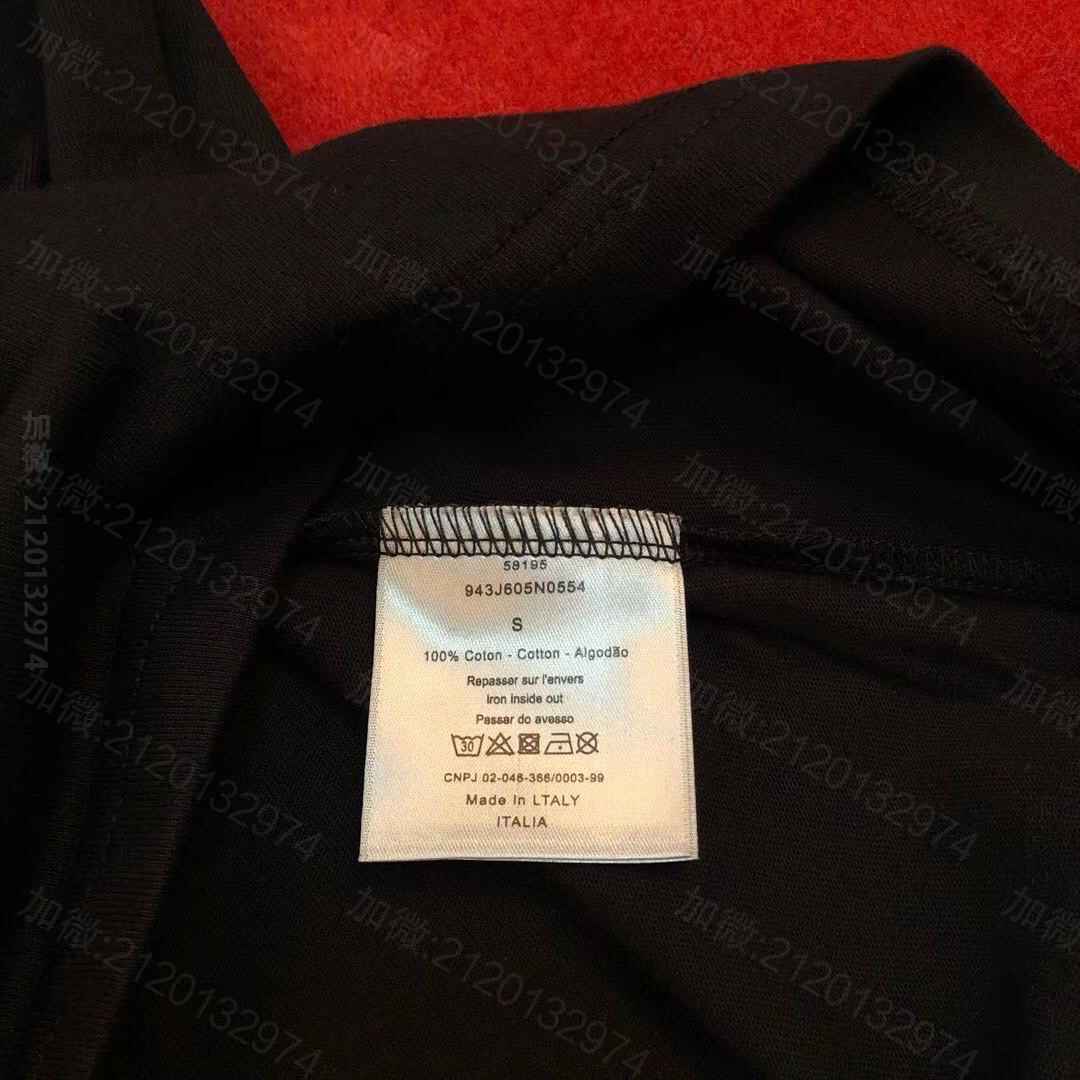 加微:2120132974
58195
943J605N0554
S
100% Coton - Cotton - Algodão
Repasser sur l'envers
Iron inside out
Passar do avesso
30
CNPJ 02-046-366/0003-99
Made In LTALY
ITALIA